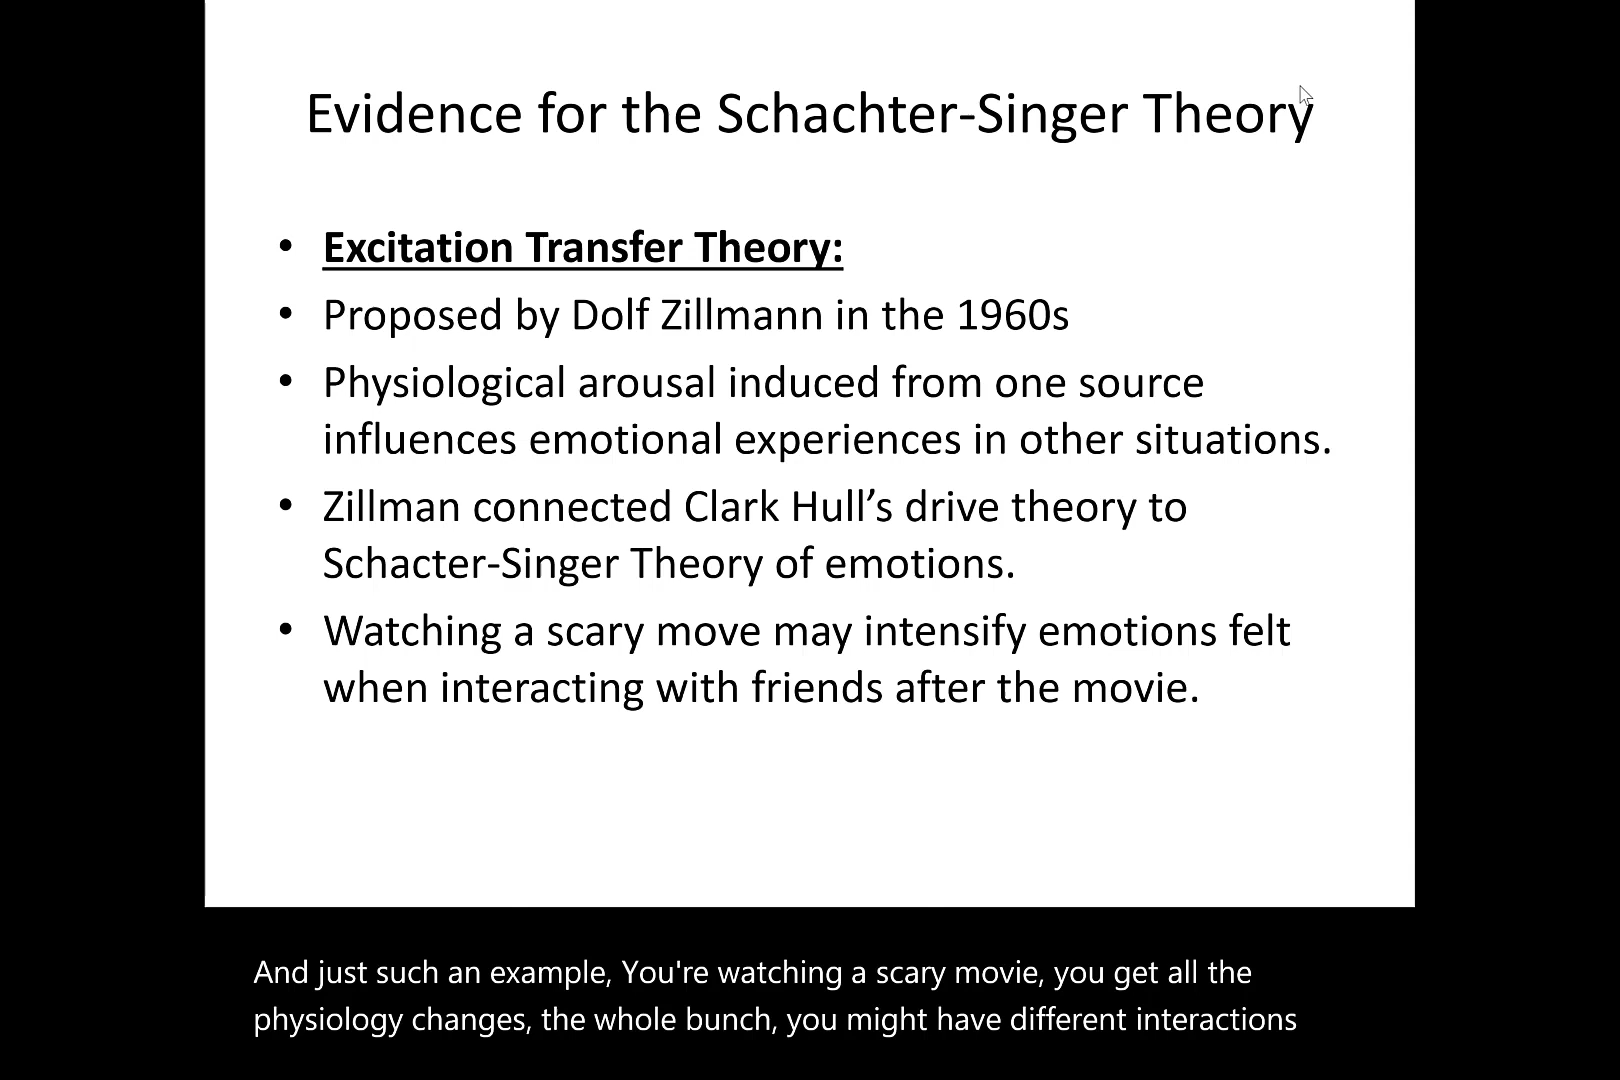 Evidence for the Schachter-Singer Theory
• Excitation Transfer Theory:
• Proposed by Dolf Zillmann in the 1960s
• Physiological arousal induced from one source
influences emotional experiences in other situations.
• Zillman connected Clark Hull’s drive theory to
Schacter-Singer Theory of emotions.
• Watching a scary move may intensify emotions felt
when interacting with friends after the movie.
And just such an example, You're watching a scary movie, you get all the
physiology changes, the whole bunch, you might have different interactions